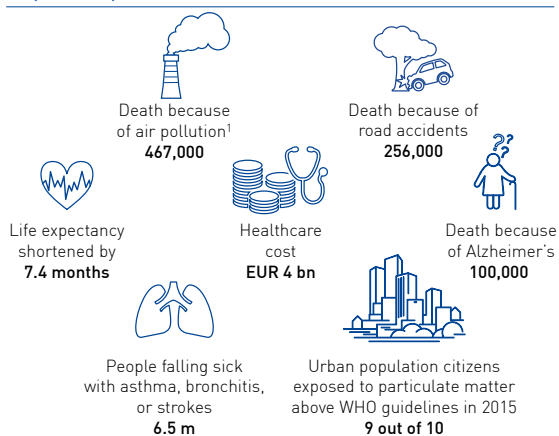 Death because
of air pollution¹
467,000
Death because of
road accidents
256,000
??
?
Life expectancy
shortened by
7.4 months
Healthcare
cost
EUR 4 bn
Death because
of Alzheimer's
100,000
People falling sick
with asthma, bronchitis,
or strokes
6.5 m
Urban population citizens
exposed to particulate matter
above WHO guidelines in 2015
9 out of 10